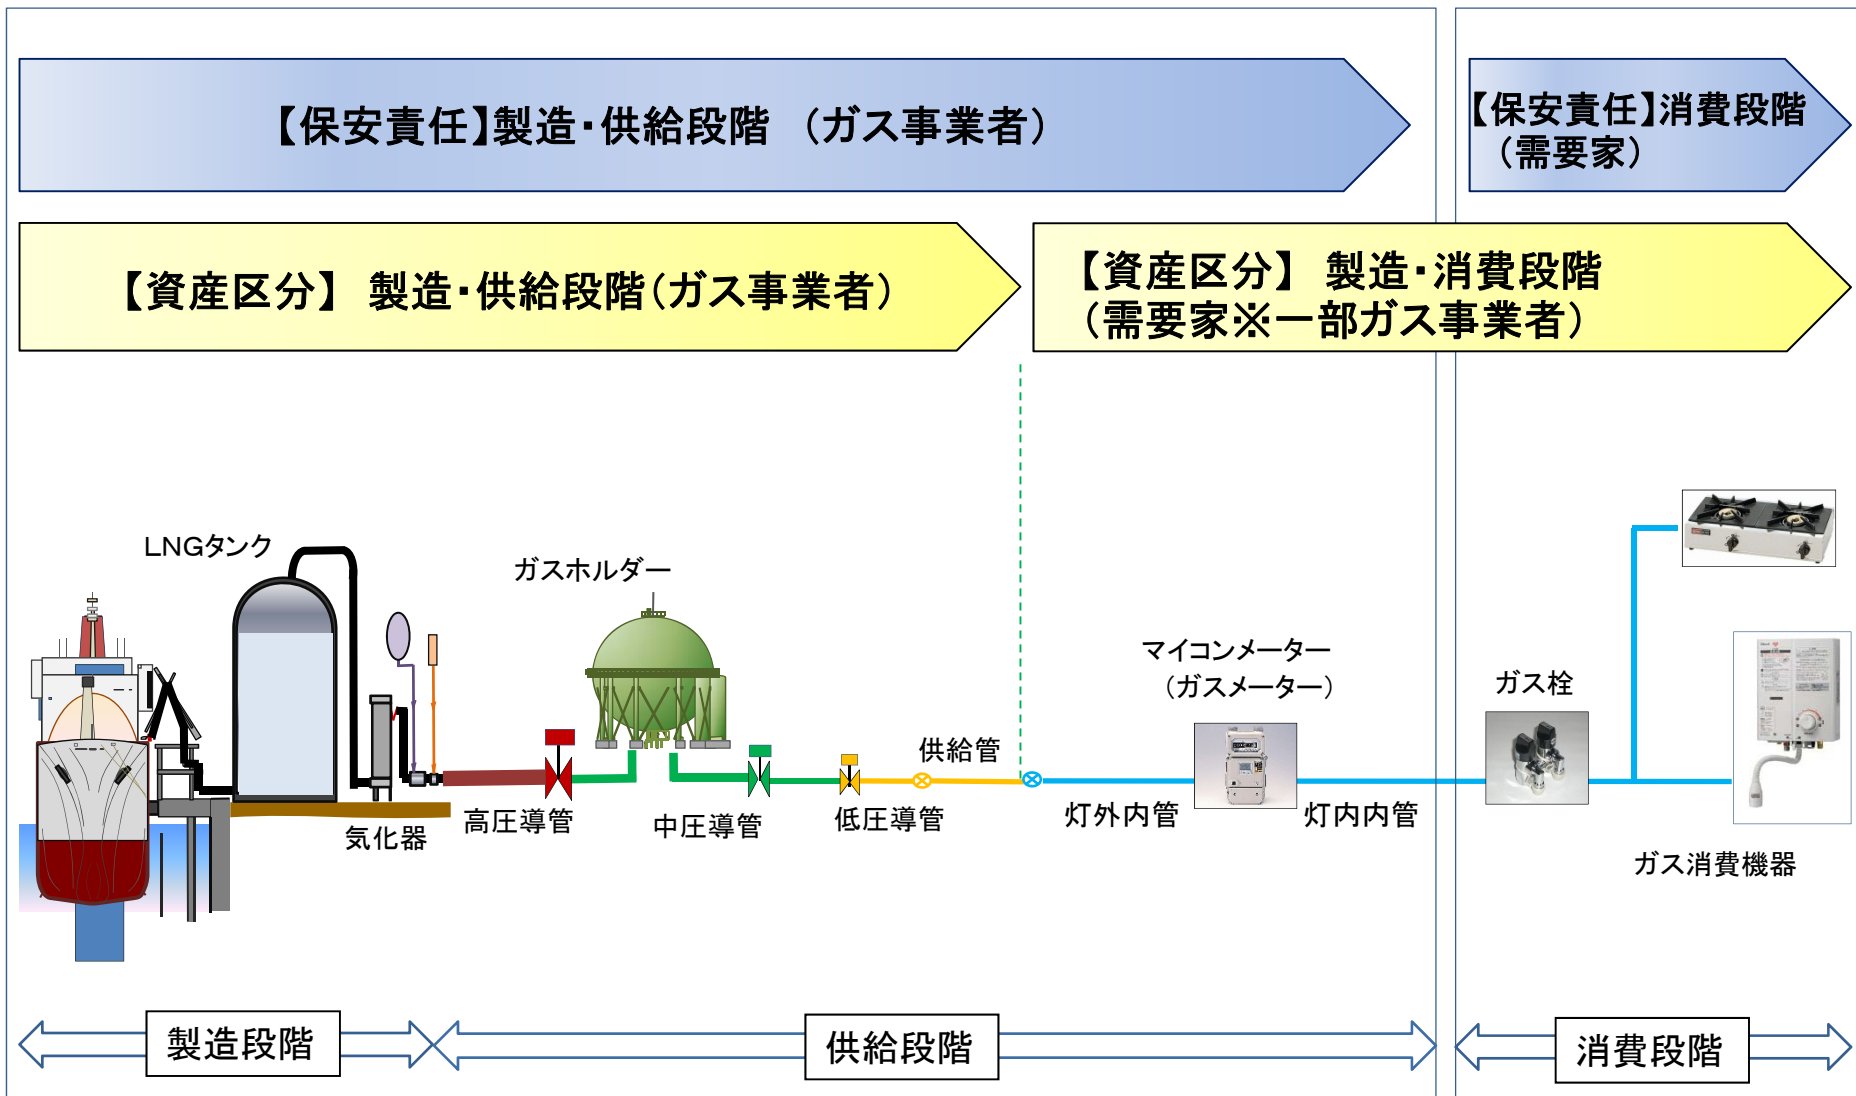 【保安責任】製造・供給段階 （ガス事業者）
【保安責任】消費段階
（需要家）
【資産区分】 製造・供給段階（ガス事業者）
【資産区分】 製造・消費段階
（需要家※一部ガス事業者）
LNGタンク
ガスホルダー
マイコンメーター
（ガスメーター）
ガス栓
供給管
気化器
高圧導管
中圧導管
低圧導管
灯外内管
灯内内管
ガス消費機器
製造段階
供給段階
消費段階